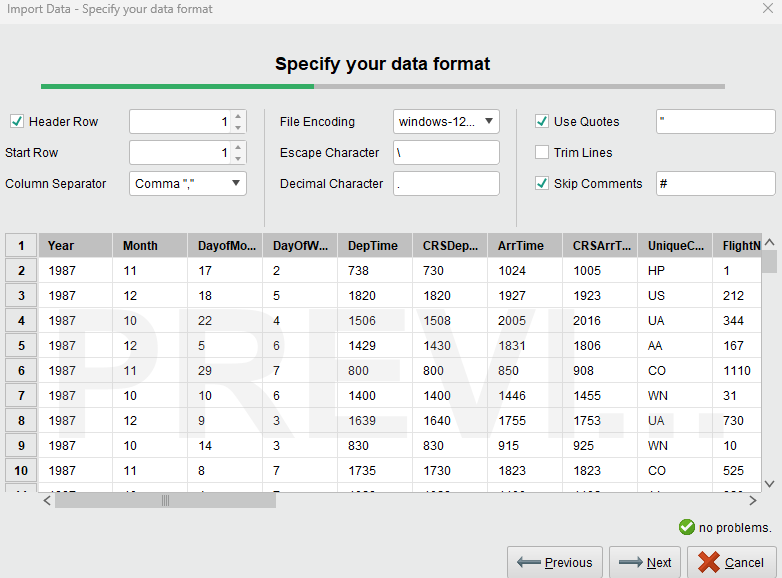 Import Data - Specify your data format
Specify your data format
Header Row 1 File Encoding windows-12... Use Quotes "
Start Row 1 Escape Character \ Trim Lines
Column Separator Comma "," Decimal Character . Skip Comments #
1 Year Month DayofMo... DayOfW... DepTime CRSDep... ArrTime CRSArrT... UniqueC... FlightN
2 1987 11 17 2 738 730 1024 1005 HP 1
3 1987 12 18 5 1820 1820 1927 1923 US 212
4 1987 10 22 4 1506 1508 2005 2016 UA 344
5 1987 12 5 6 1429 1430 1831 1806 AA 167
6 1987 11 29 7 800 800 850 908 CO 1110
7 1987 10 10 6 1400 1400 1446 1455 WN 31
8 1987 12 9 3 1639 1640 1755 1753 UA 730
9 1987 10 14 3 830 830 915 925 WN 10
10 1987 11 8 7 1735 1730 1823 1823 CO 525
PREVI...
no problems.
Previous Next Cancel